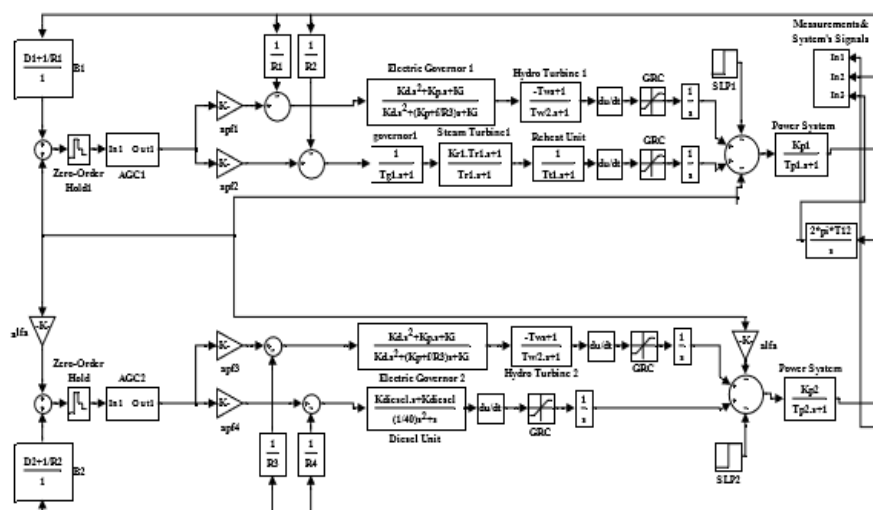 Measurements&
System's Signals
D1+1/R1
1
B1
1
R1
1
R2
In1
In2
In3
Electric Governor 1
Hydro Turbine 1
GRC
SLP1
-K-
apf1
Kd.s²+Kp.s+Ki
Kd.s²+(Kp+f/R3)s+Ki
-Tws+1
Tw/2.s+1
du/dt
1
s
Power System
Zero-Order
Hold1
In1 Out1
AGC1
governor1
Steam Turbine1
Reheat Unit
GRC
-K-
apf2
1
Tg1.s+1
Kr1.Tr1.s+1
Tr1.s+1
1
Tt1.s+1
du/dt
1
s
Kp1
Tp1.s+1
2*pi*T12
s
-K-
alfa
Zero-Order
Hold
AGC2
In1 Out1
-K-
apf3
Kd.s²+Kp.s+Ki
Kd.s²+(Kp+f/R3)s+Ki
-Tws+1
Tw/2.s+1
du/dt
1
s
GRC
-K-
alfa
Electric Governor 2
Hydro Turbine 2
Power System
-K-
apf4
Kdiesel.s+Kdiesel
(1/40)s²+s
Diesel Unit
du/dt
GRC
1
s
Kp2
Tp2.s+1
D2+1/R2
1
B2
1
R3
1
R4
SLP2